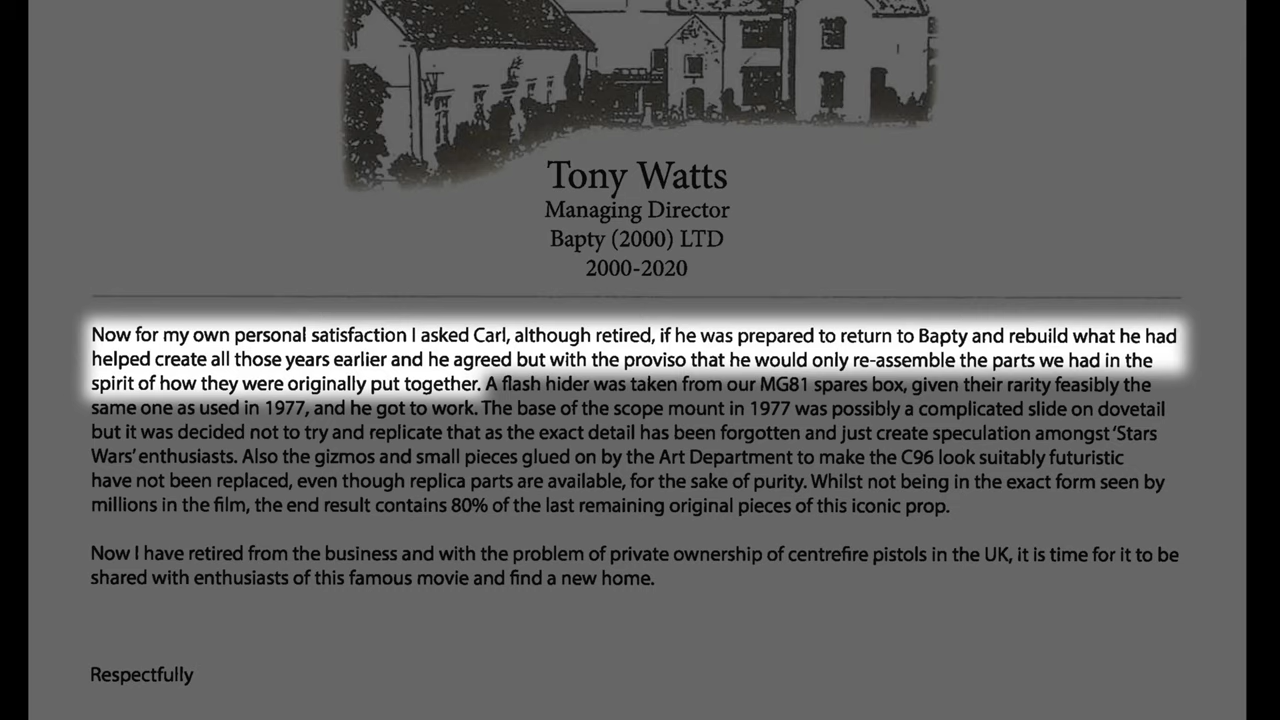 Tony Watts
Managing Director
Bapty (2000) LTD
2000-2020
Now for my own personal satisfaction I asked Carl, although retired, if he was prepared to return to Bapty and rebuild what he had
helped create all those years earlier and he agreed but with the proviso that he would only re-assemble the parts we had in the
spirit of how they were originally put together. A flash hider was taken from our MG81 spares box, given their rarity feasibly the
same one as used in 1977, and he got to work. The base of the scope mount in 1977 was possibly a complicated slide on dovetail
but it was decided not to try and replicate that as the exact detail has been forgotten and just create speculation amongst 'Stars
Wars' enthusiasts. Also the gizmos and small pieces glued on by the Art Department to make the C96 look suitably futuristic
have not been replaced, even though replica parts are available, for the sake of purity. Whilst not being in the exact form seen by
millions in the film, the end result contains 80% of the last remaining original pieces of this iconic prop.
Now I have retired from the business and with the problem of private ownership of centrefire pistols in the UK, it is time for it to be
shared with enthusiasts of this famous movie and find a new home.
Respectfully